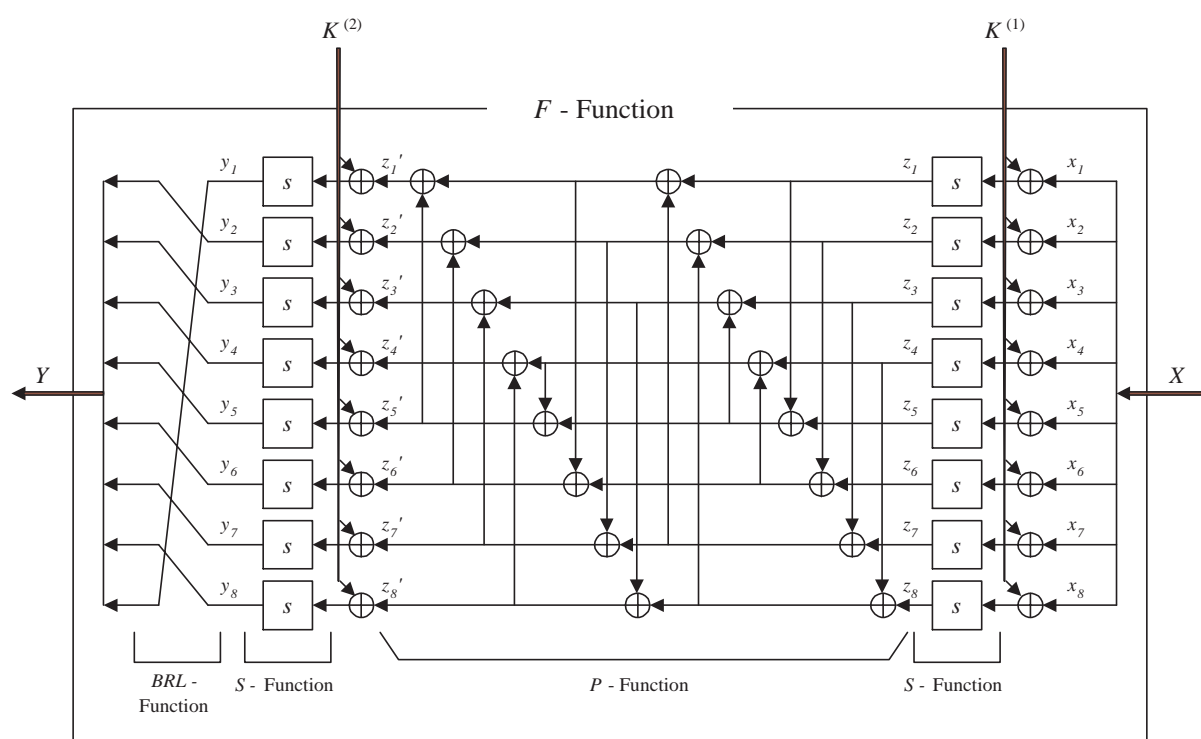 K (2)
K (1)
F - Function
y1 s z1' z1 s x1
y2 s z2' z2 s x2
y3 s z3' z3 s x3
y4 s z4' z4 s x4
Y X
y5 s z5' z5 s x5
y6 s z6' z6 s x6
y7 s z7' z7 s x7
y8 s z8' z8 s x8
BRL -
Function
S - Function
P - Function
S - Function